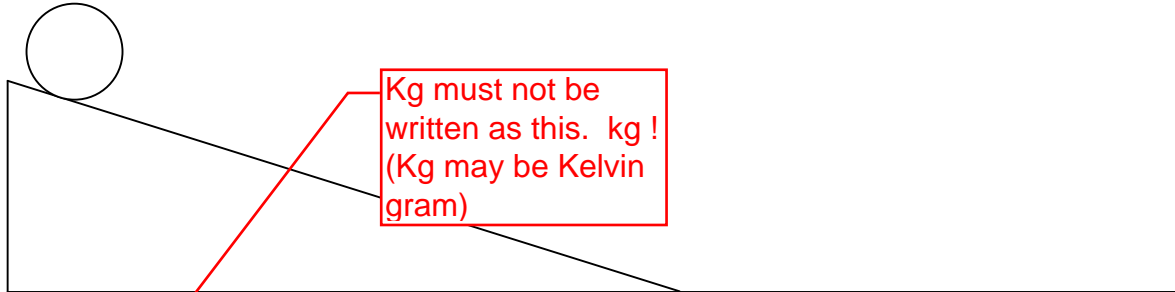 Kg must not be
written as this.  kg !
(Kg may be Kelvin
gram)